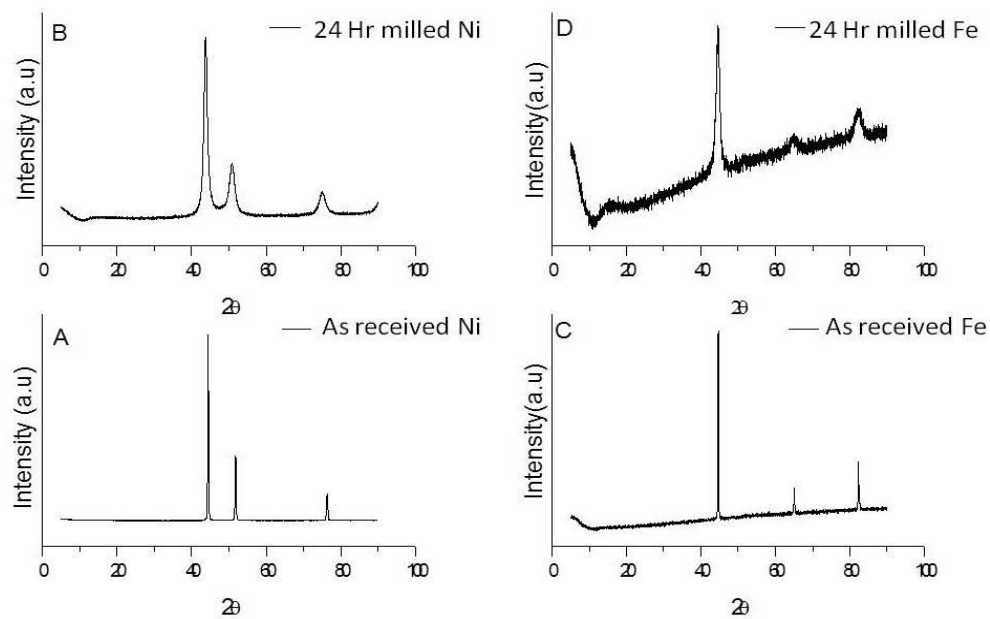 B
24 Hr milled Ni
Intensity (a.u)
0 20 40 60 80 100
2θ
D
24 Hr milled Fe
Intensity(a.u)
0 20 40 60 80 100
2θ
A
As received Ni
Intensity (a.u)
0 20 40 60 80 100
2θ
C
As received Fe
Intensity(a.u)
0 20 40 60 80 100
2θ